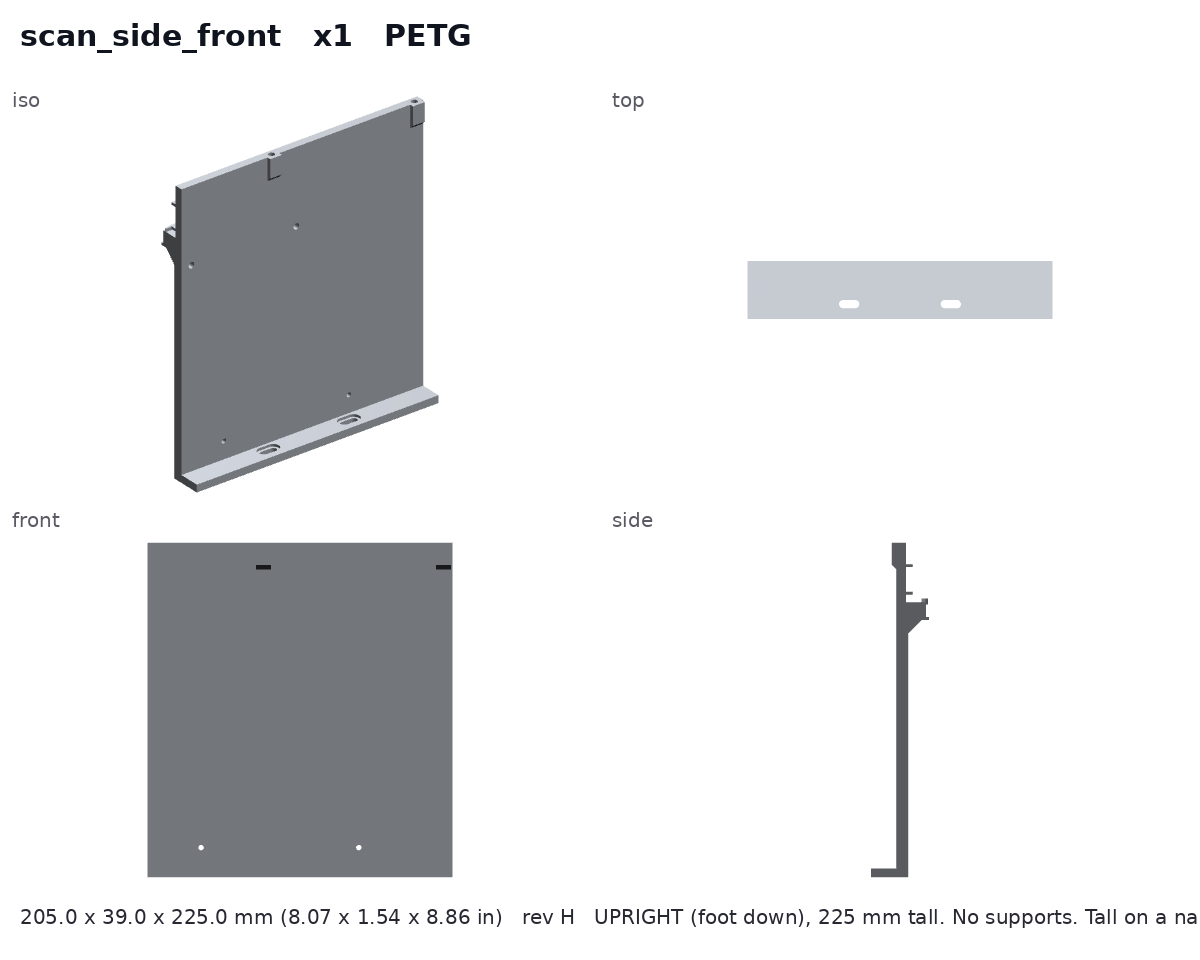 scan_side_front   x1   PETG
iso
top
front
side
205.0 x 39.0 x 225.0 mm (8.07 x 1.54 x 8.86 in)   rev H   UPRIGHT (foot down), 225 mm tall. No supports. Tall on a na